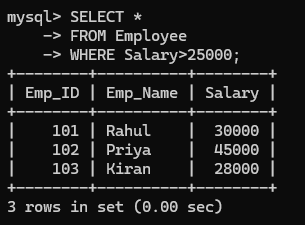 mysql> SELECT *
    -> FROM Employee
    -> WHERE Salary>25000;
+--------+----------+--------+
| Emp_ID | Emp_Name | Salary |
+--------+----------+--------+
|    101 | Rahul    |  30000 |
|    102 | Priya    |  45000 |
|    103 | Kiran    |  28000 |
+--------+----------+--------+
3 rows in set (0.00 sec)